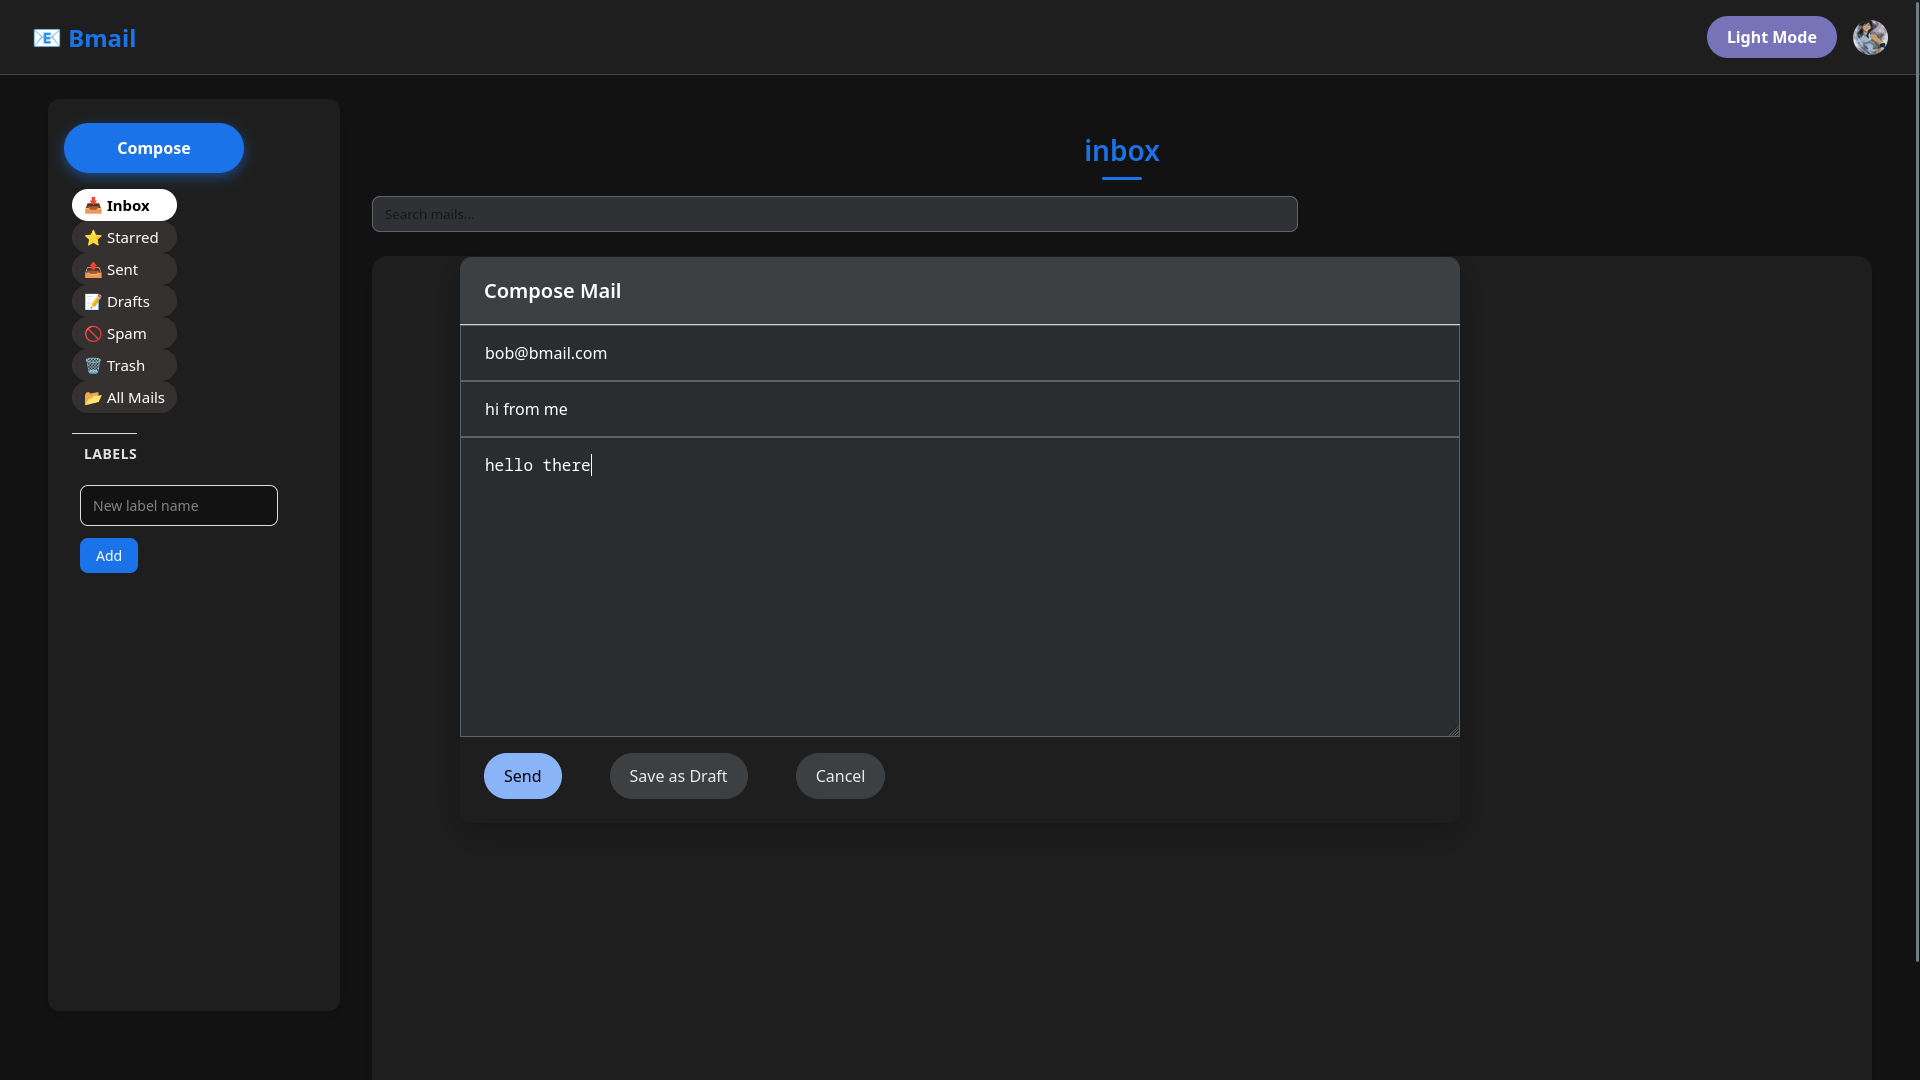 📧 Bmail
Light Mode
Compose
📥 Inbox
⭐ Starred
📤 Sent
📝 Drafts
🚫 Spam
🗑️ Trash
📂 All Mails
LABELS
New label name
Add
inbox
Search mails...
Compose Mail
bob@bmail.com
hi from me
hello there
Send
Save as Draft
Cancel